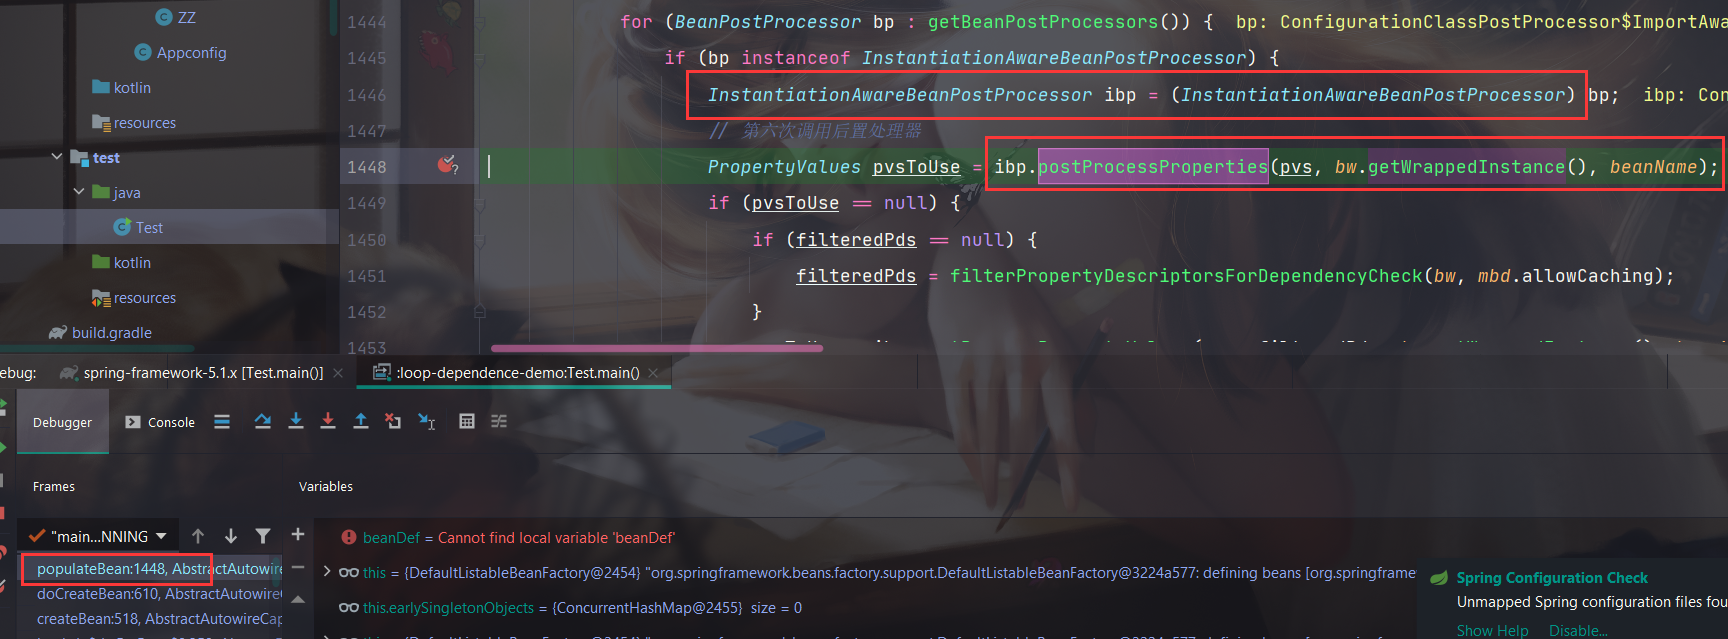 ZZ
Appconfig
kotlin
resources
test
java
Test
kotlin
resources
build.gradle
1444 for (BeanPostProcessor bp : getBeanPostProcessors()) { bp: ConfigurationClassPostProcessor$ImportAwa
1445 if (bp instanceof InstantiationAwareBeanPostProcessor) {
1446 InstantiationAwareBeanPostProcessor ibp = (InstantiationAwareBeanPostProcessor) bp; ibp: Con
1447 // 第六次调用后置处理器
1448 PropertyValues pvsToUse = ibp.postProcessProperties(pvs, bw.getWrappedInstance(), beanName);
1449 if (pvsToUse == null) {
1450 if (filteredPds == null) {
1451 filteredPds = filterPropertyDescriptorsForDependencyCheck(bw, mbd.allowCaching);
1452 }
1453
ebug: spring-framework-5.1.x [Test.main()] :loop-dependence-demo:Test.main()
Debugger Console
Frames Variables
"main...NNING
populateBean:1448, AbstractAutowire
doCreateBean:610, AbstractAutowire
createBean:518, AbstractAutowireCap
beanDef = Cannot find local variable 'beanDef'
this = {DefaultListableBeanFactory@2454} "org.springframework.beans.factory.support.DefaultListableBeanFactory@3224a577: defining beans [org.springframe
this.earlySingletonObjects = {ConcurrentHashMap@2455} size = 0
Spring Configuration Check
Unmapped Spring configuration files fou
Show Help Disable...